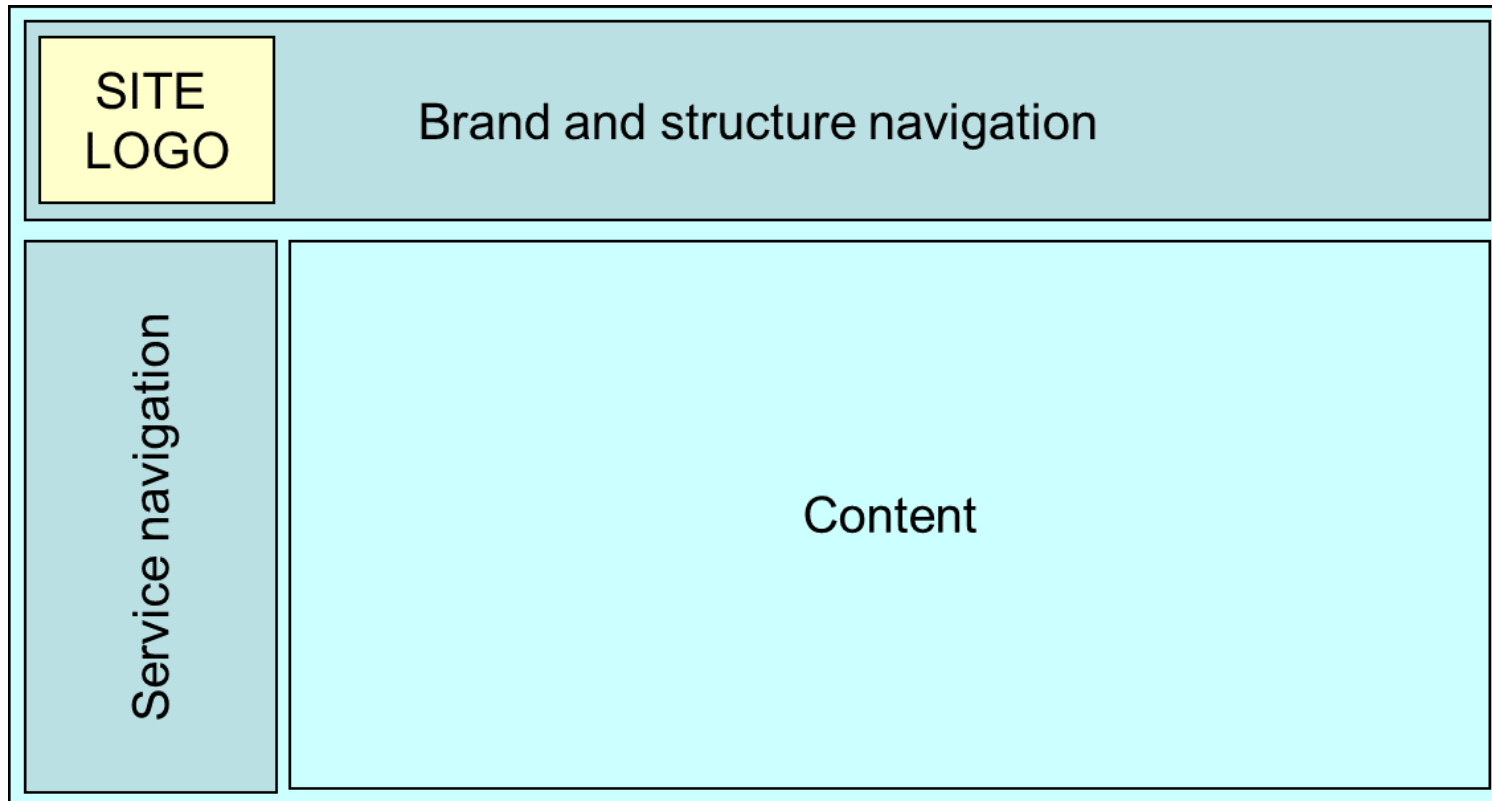 SITE
LOGO
Brand and structure navigation
Service navigation
Content